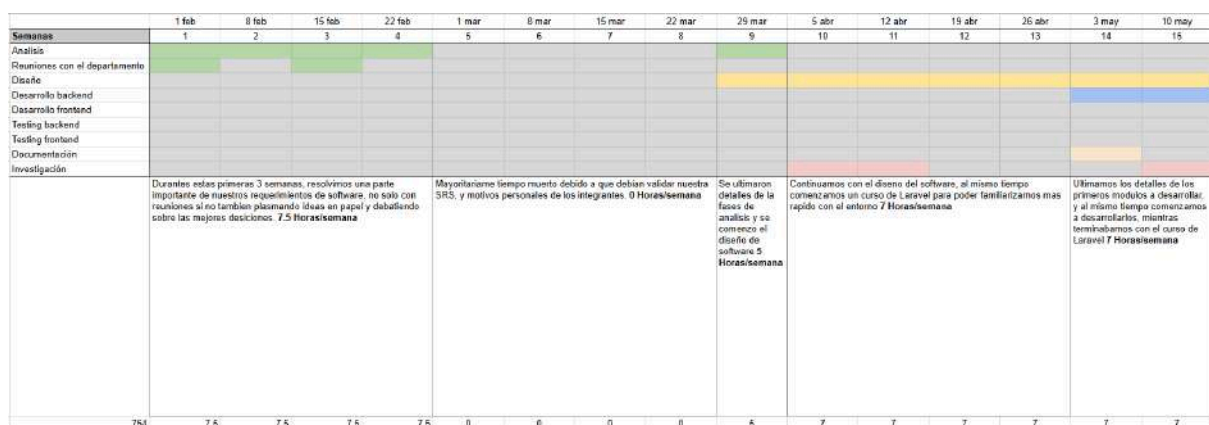 1 feb 8 feb 15 feb 22 feb 1 mar 8 mar 15 mar 22 mar 29 mar 5 abr 12 abr 19 abr 26 abr 3 may 10 may
Semanas 1 2 3 4 5 6 7 8 9 10 11 12 13 14 15
Analisis
Reuniones con el departamento
Diseño
Desarrollo backend
Dasarrollo frontend
Testing backend
Testing frontend
Documentación
Investigación
Durantes estas primeras 3 semanas, resolvimos una parte
importante de nuestros requerimientos de software, no solo con
reuniones si no tambien plasmando ideas en papel y debatiendo
sobre las mejores desiciones. 7.5 Horas/semana
Mayoritariame tiempo muerto debido a que debian validar nuestra
SRS, y motivos personales de los integrantes. 0 Horas/semana
Se ultimaron
detalles de la
fases de
analisis y se
comenzo el
diseño de
software 5
Horas/semana
Continuamos con el diseno del software, al mismo tiempo
comenzamos un curso de Laravel para poder familiarizarnos mas
rapido con el entorno 7 Horas/semana
Ultimamos los detalles de los
primeros modulos a desarrollar,
y al mismo tiempo comenzamos
a desarrollarlos, mientras
terminabamos con el curso de
Laravel 7 Horas/semana
7.5 7.5 7.5 7.5 0 0 0 0 5 7 7 7 7 7 7